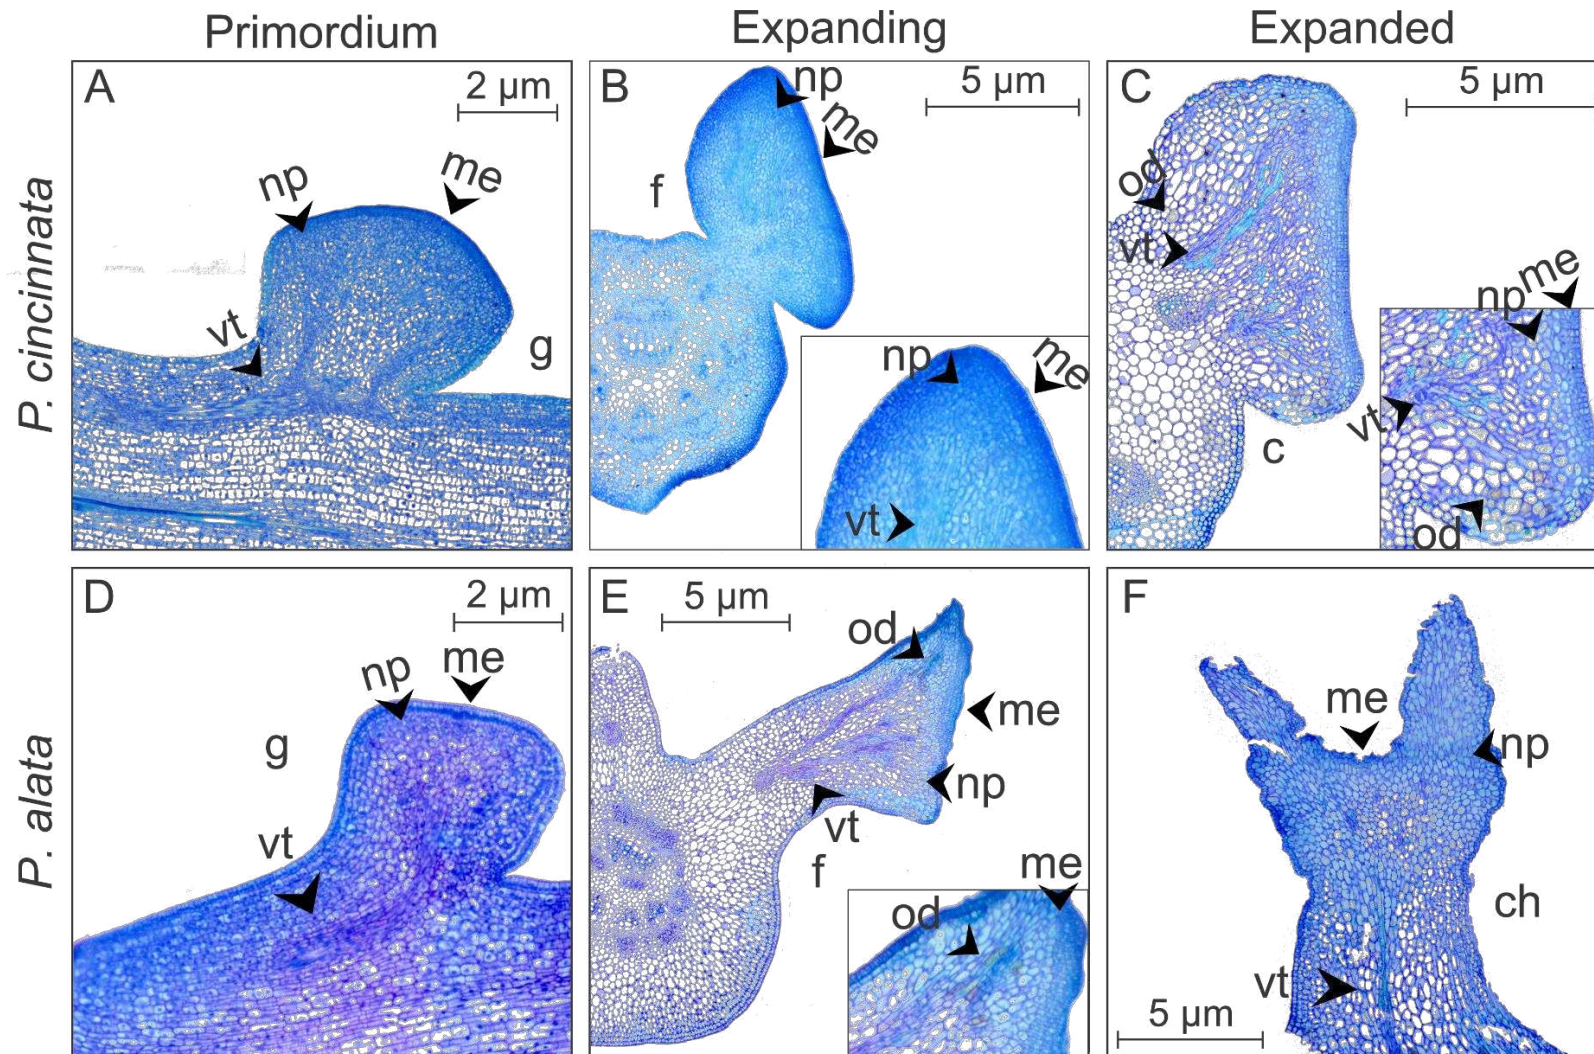 Primordium
Expanding
Expanded
P. cincinnata
P. alata
A
2 µm
np
me
vt
g
B
5 µm
np
me
f
np
me
vt
C
5 µm
od
vt
c
np
me
vt
od
D
2 µm
np
me
g
vt
E
5 µm
od
me
np
vt
f
me
od
F
me
np
ch
vt
5 µm